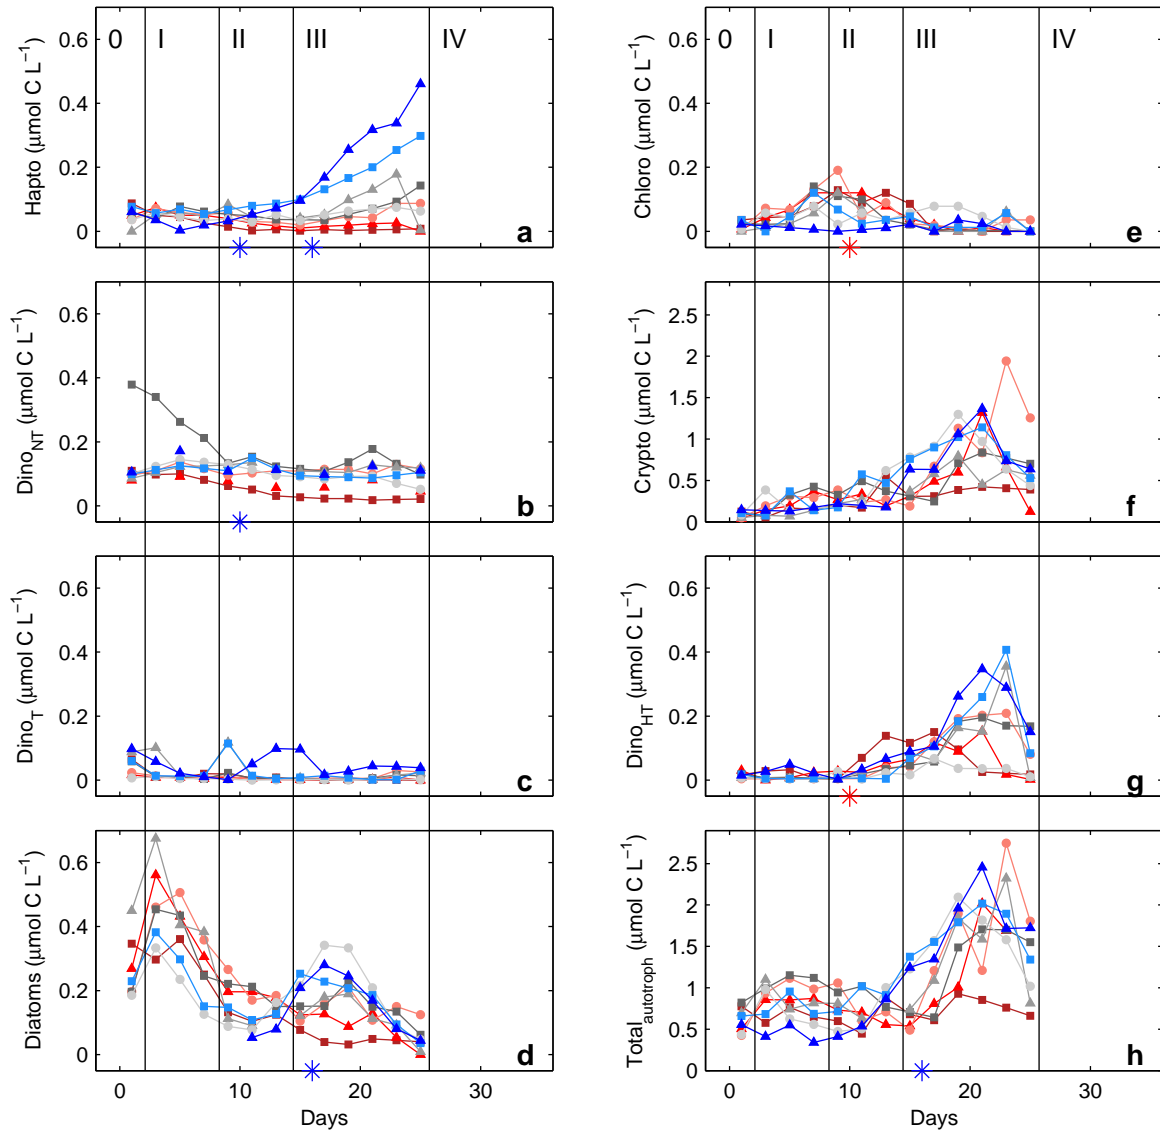 0 I II III IV
0.6
0.4
0.2
0
Hapto (μmol C L⁻¹)
a
0.6
0.4
0.2
0
Dino_NT (μmol C L⁻¹)
b
0.6
0.4
0.2
0
Dino_T (μmol C L⁻¹)
c
0.6
0.4
0.2
0
Diatoms (μmol C L⁻¹)
d
0 10 20 30
Days
0 I II III IV
0.6
0.4
0.2
0
Chloro (μmol C L⁻¹)
e
2.5
2
1.5
1
0.5
0
Crypto (μmol C L⁻¹)
f
0.6
0.4
0.2
0
Dino_HT (μmol C L⁻¹)
g
2.5
2
1.5
1
0.5
0
Total_autotroph (μmol C L⁻¹)
h
0 10 20 30
Days